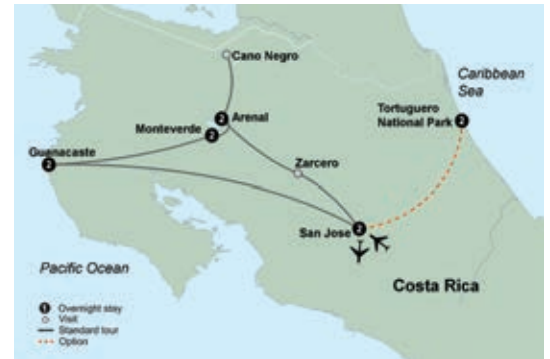 Cano Negro
Caribbean
Sea
2
Arenal
Tortuguero
National Park
2
Monteverde
2
Guanacaste
2
Zarcero
San Jose
2
Pacific Ocean
Costa Rica
1 Overnight stay
Visit
Standard tour
Option